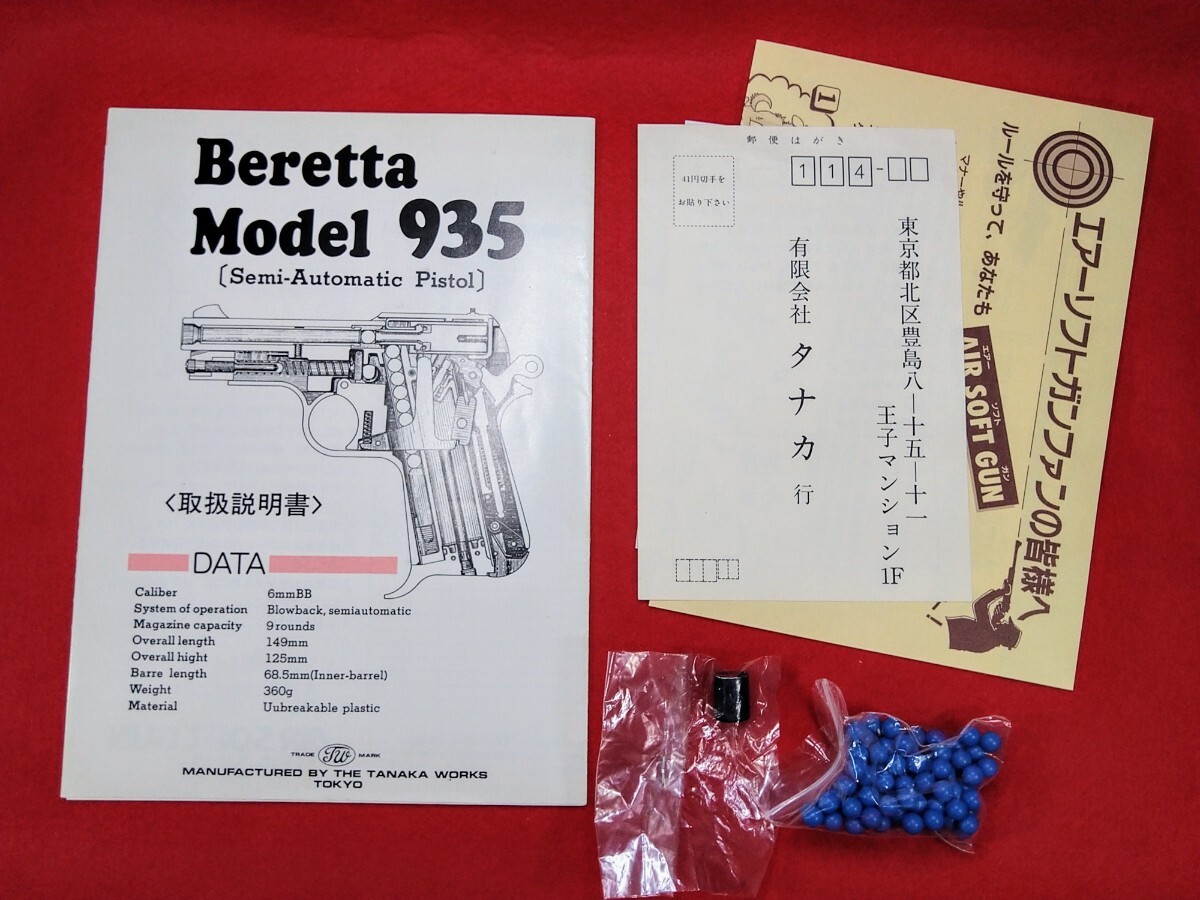 Beretta
Model 935
〔Semi-Automatic Pistol〕
〈取扱説明書〉
DATA
Caliber 6mmBB
System of operation Blowback, semiautomatic
Magazine capacity 9rounds
Overall length 149mm
Overall hight 125mm
Barre length 68.5mm(Inner-barrel)
Weight 360g
Material Uubreakable plastic
TRADE TW MARK
MANUFACTURED BY THE TANAKA WORKS
TOKYO
郵便はがき
41円切手を
お貼り下さい
114-
東京都北区豊島八―十五―十一
王子マンション1F
有限会社 タナカ 行
エアーソフトガンファンの皆様へ
ルールを守って、あなたも
エアー ソフト ガン
AIR SOFT GUN
1